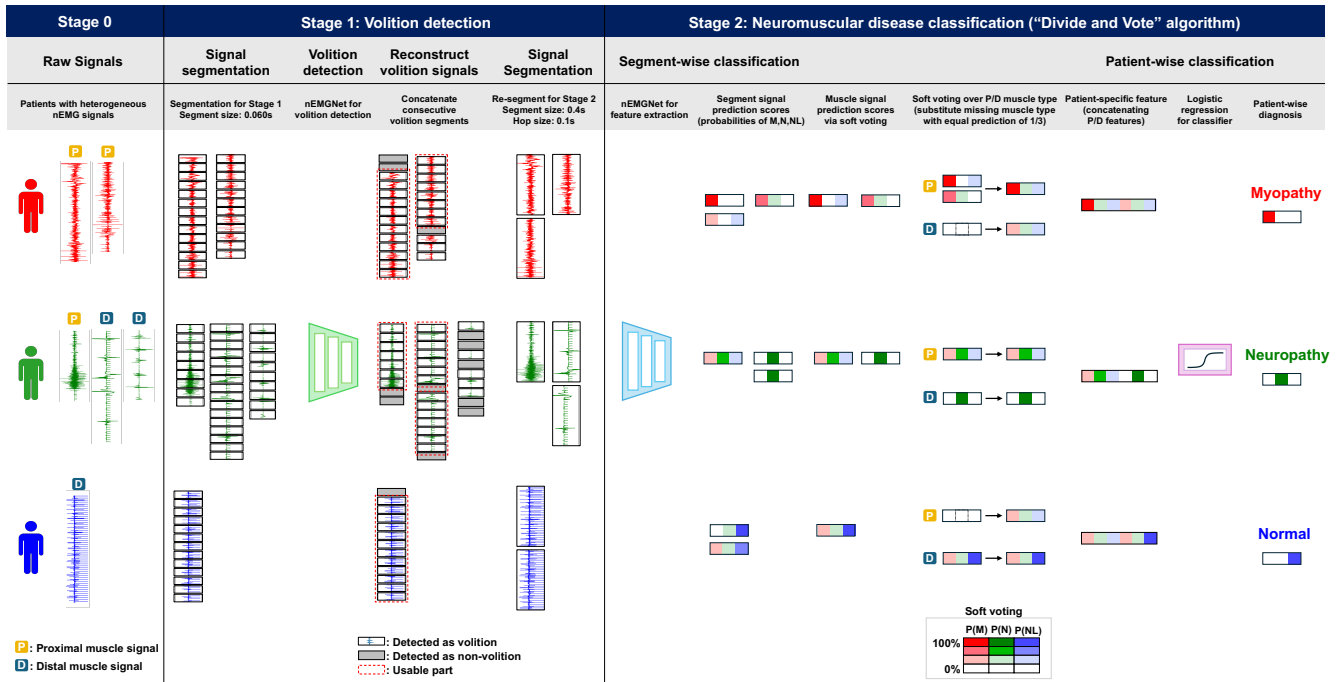 Stage 0
Stage 1: Volition detection
Stage 2: Neuromuscular disease classification (“Divide and Vote” algorithm)
Raw Signals
Signal
segmentation
Volition
detection
Reconstruct
volition signals
Signal
Segmentation
Segment-wise classification
Patient-wise classification
Patients with heterogeneous
nEMG signals
Segmentation for Stage 1
Segment size: 0.060s
nEMGNet for
volition detection
Concatenate
consecutive
volition segments
Re-segment for Stage 2
Segment size: 0.4s
Hop size: 0.1s
nEMGNet for
feature extraction
Segment signal
prediction scores
(probabilities of M,N,NL)
Muscle signal
prediction scores
via soft voting
Soft voting over P/D muscle type
(substitute missing muscle type
with equal prediction of 1/3)
Patient-specific feature
(concatenating
P/D features)
Logistic
regression
for classifier
Patient-wise
diagnosis
P P
P
D
Myopathy
P D D
P
D
Neuropathy
D
P
D
Normal
P : Proximal muscle signal
D : Distal muscle signal
: Detected as volition
: Detected as non-volition
: Usable part
Soft voting
P(M) P(N) P(NL)
100%
0%